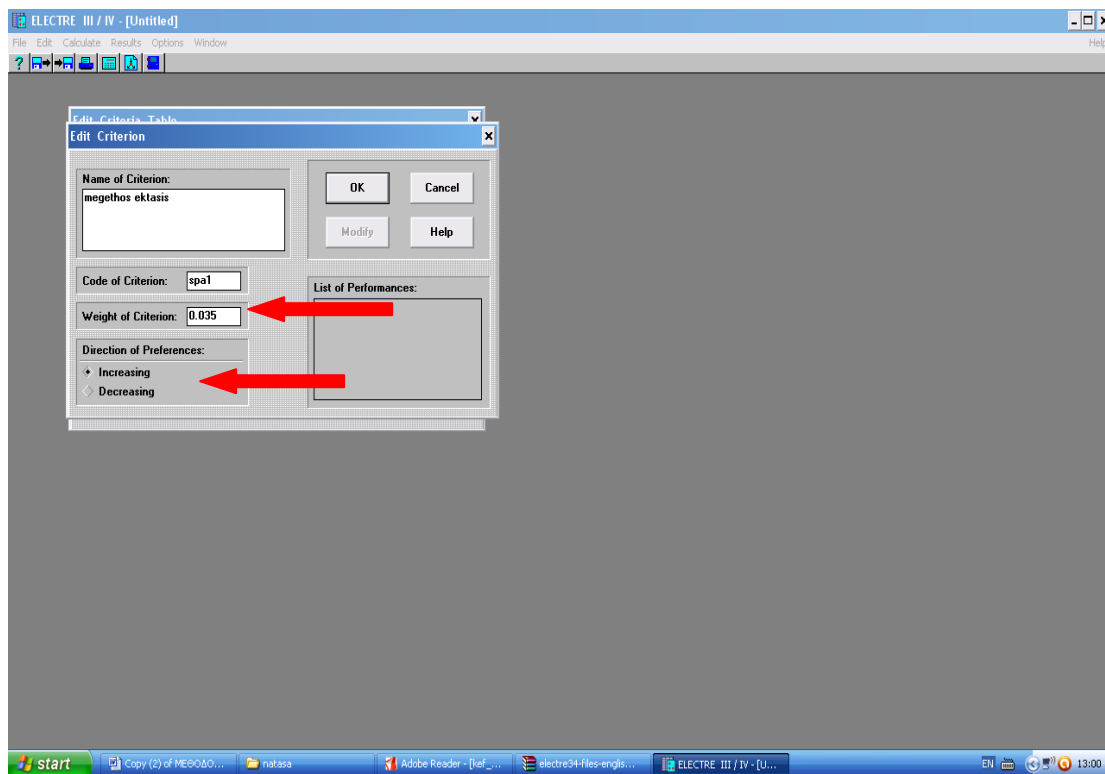 ELECTRE III / IV - [Untitled]
File Edit Calculate Results Options Window Help
?
Edit Criteria Table
Edit Criterion
Name of Criterion:
megethos ektasis
OK Cancel
Modify Help
Code of Criterion: spa1
List of Performances:
Weight of Criterion: 0.035
Direction of Preferences:
Increasing
Decreasing
start Copy (2) of ΜΕΘΟΔΟ... natasa Adobe Reader - [kef_... electre34-files-englis... ELECTRE III / IV - [U... EN 13:00